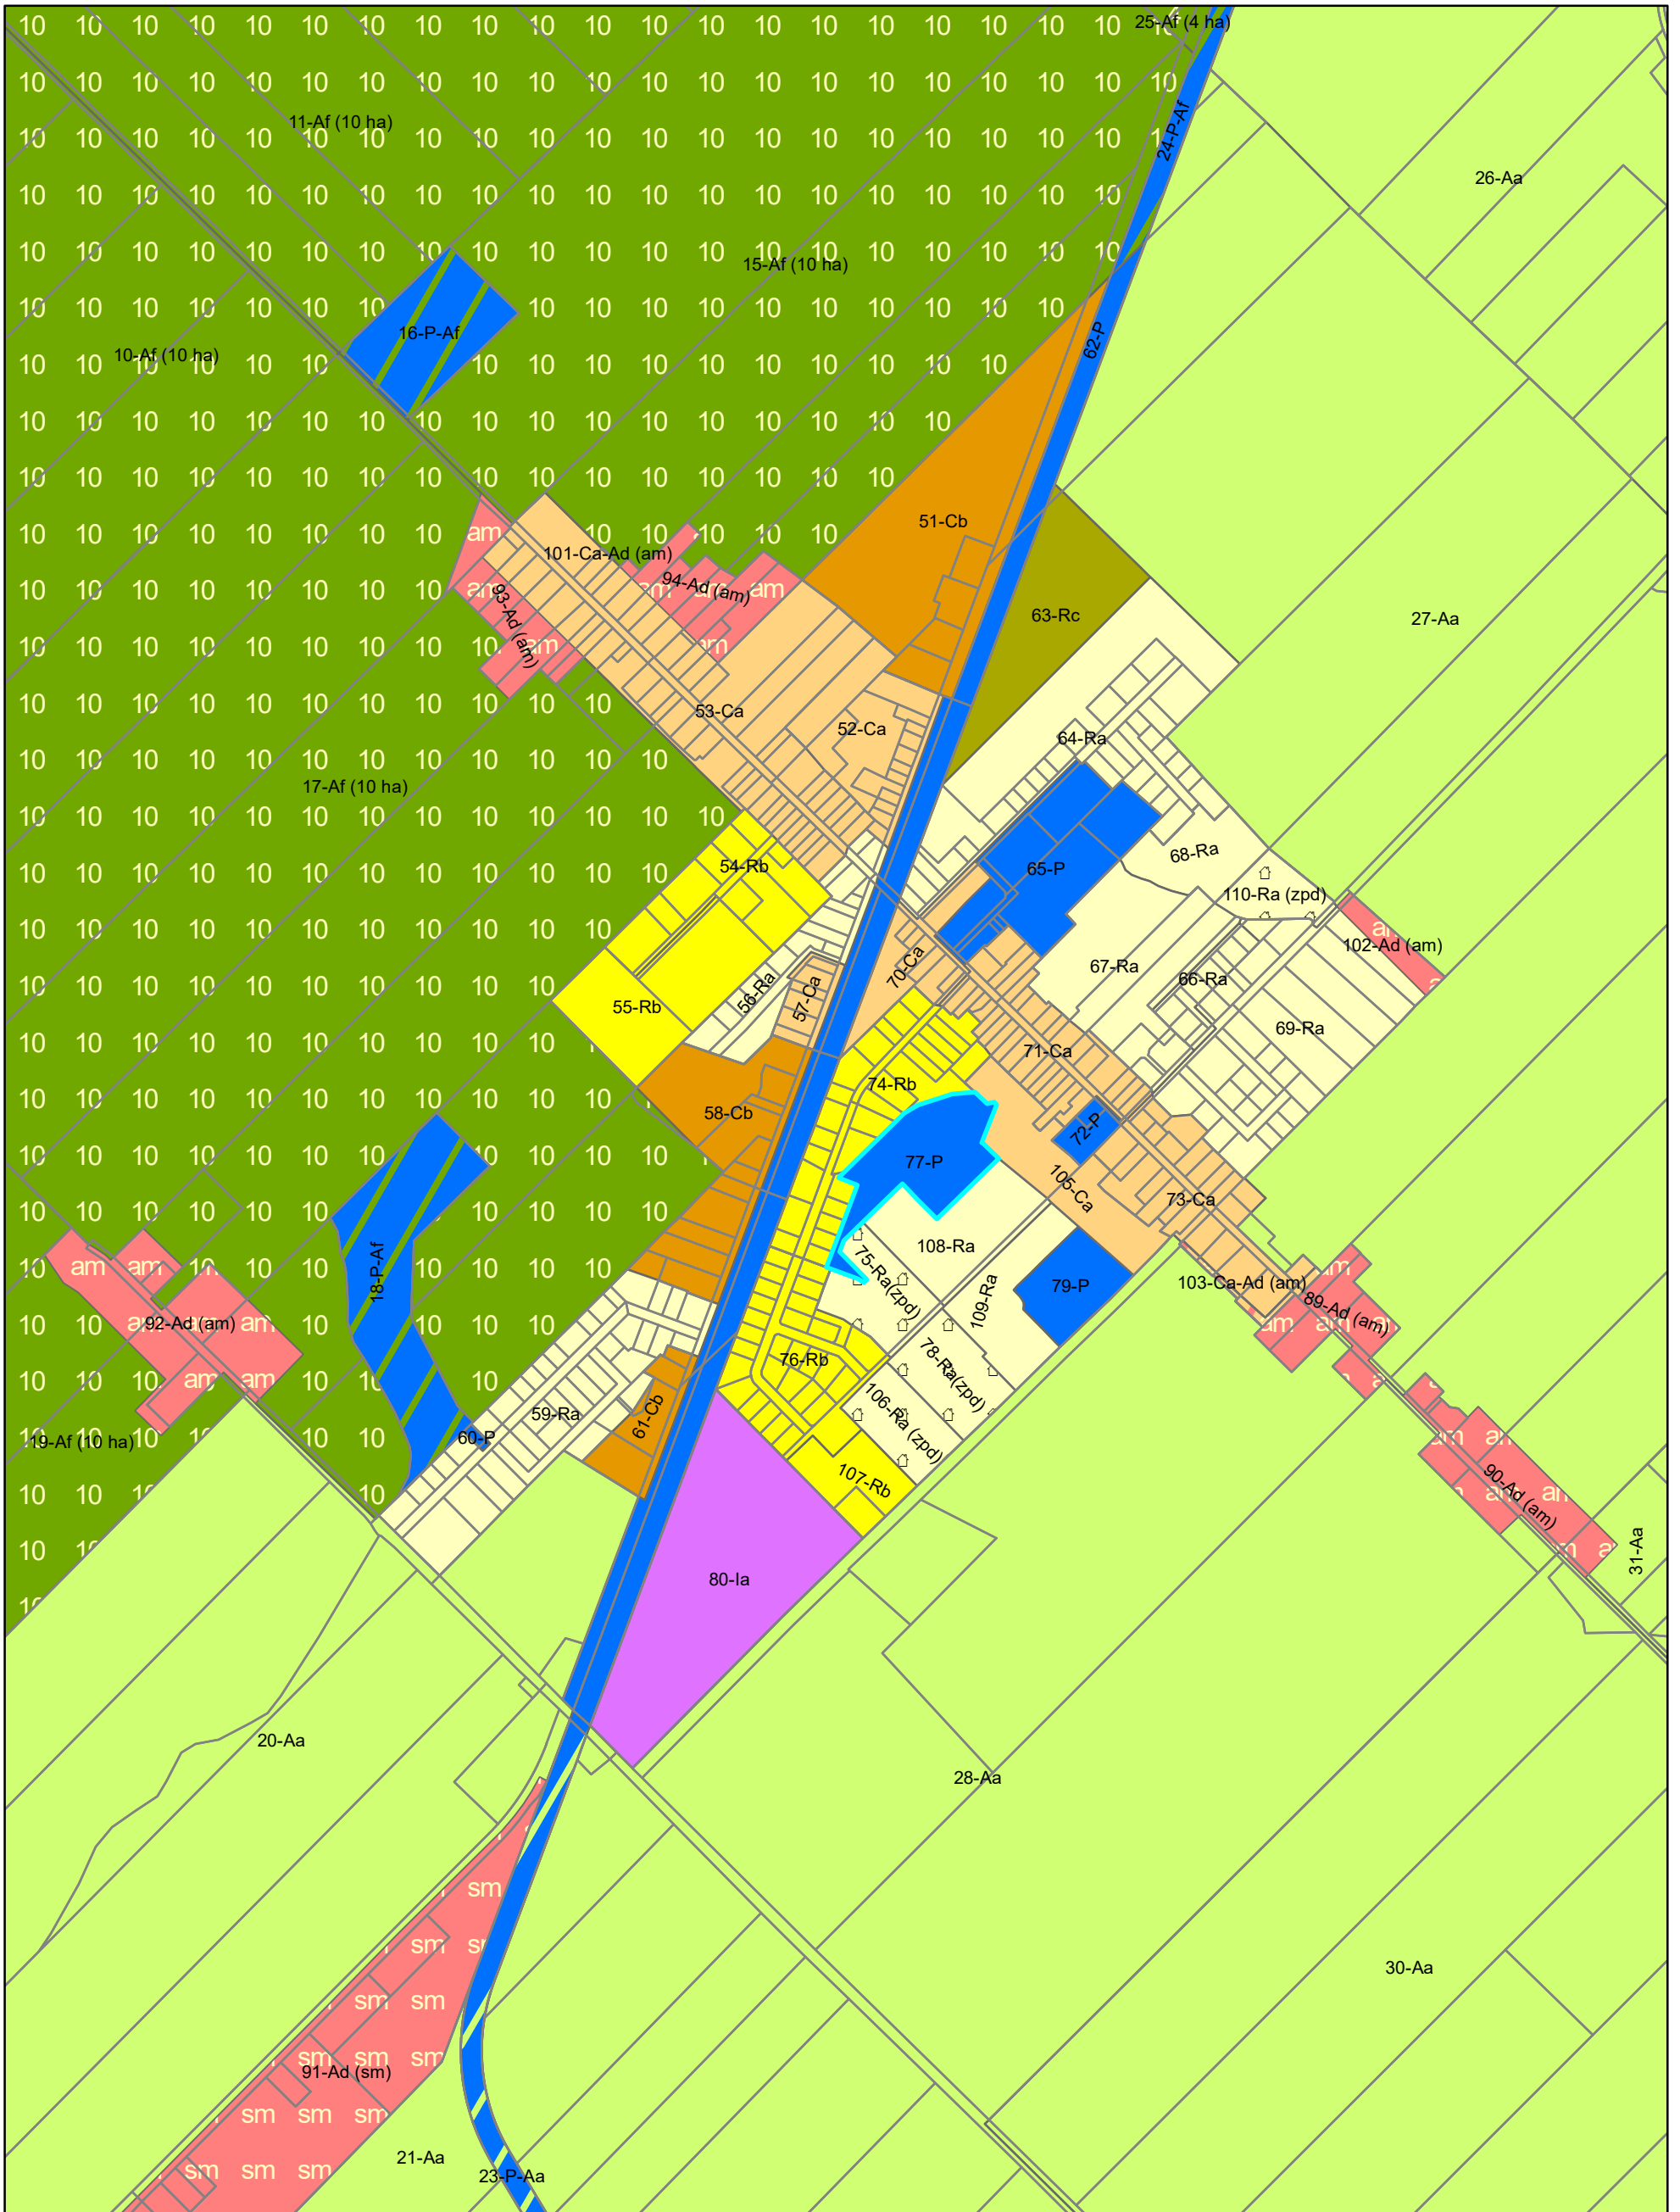 25-Af (4 ha)
11-Af (10 ha)
24-P-Af
26-Aa
15-Af (10 ha)
16-P-Af
62-P
10-Af (10 ha)
51-Cb
101-Ca-Ad (am)
94-Ad (am)
93-Ad (am)
63-Rc
27-Aa
53-Ca
52-Ca
64-Ra
17-Af (10 ha)
54-Rb
65-P
68-Ra
110-Ra (zpd)
102-Ad (am)
70-Ca
67-Ra
66-Ra
56-Ra
57-Ca
55-Rb
69-Ra
71-Ca
74-Rb
58-Cb
72-P
77-P
105-Ca
73-Ca
108-Ra
18-P-Af
75-Ra(zpd)
79-P
103-Ca-Ad (am)
109-Ra
89-Ad (am)
92-Ad (am)
76-Rb
78-Ra(zpd)
59-Ra
61-Cb
106-Ra (zpd)
60-P
19-Af (10 ha)
107-Rb
90-Ad (am)
31-Aa
80-Ia
20-Aa
28-Aa
30-Aa
91-Ad (sm)
21-Aa
23-P-Aa